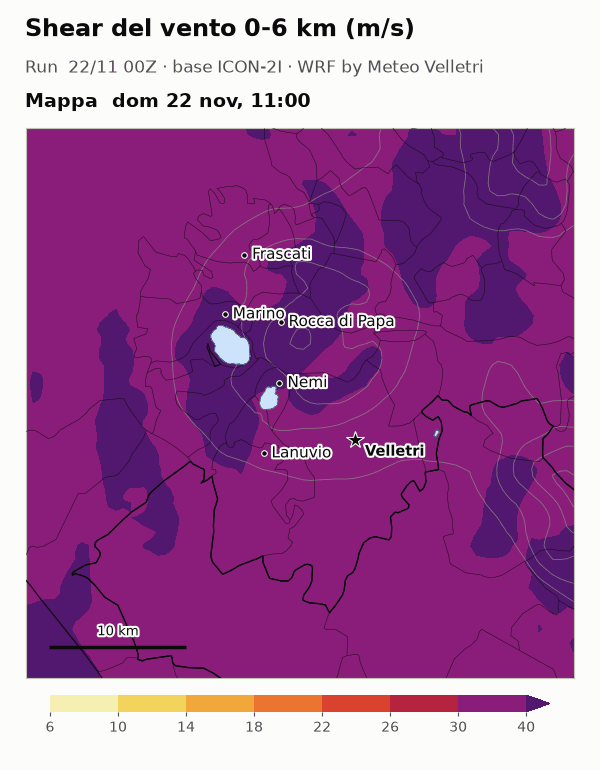 Shear del vento 0-6 km (m/s)
Run  22/11 00Z · base ICON-2I · WRF by Meteo Velletri
Mappa  dom 22 nov, 11:00
Frascati
Marino
Rocca di Papa
Nemi
Velletri
Lanuvio
10 km
6 10 14 18 22 26 30 40